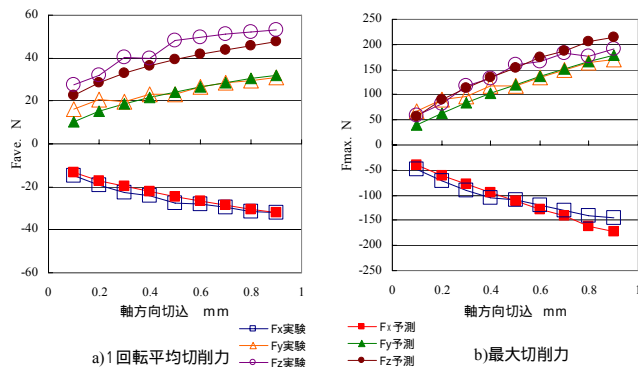 Fave. N
60
40
20
0
-20
-40
-60
0 0.2 0.4 0.6 0.8 1
軸方向切込 mm
a)1回転平均切削力
Fmax. N
250
200
150
100
50
0
-50
-100
-150
-200
-250
0 0.2 0.4 0.6 0.8 1
軸方向切込 mm
b)最大切削力
Fx実験
Fy実験
Fz実験
Fx予測
Fy予測
Fz予測